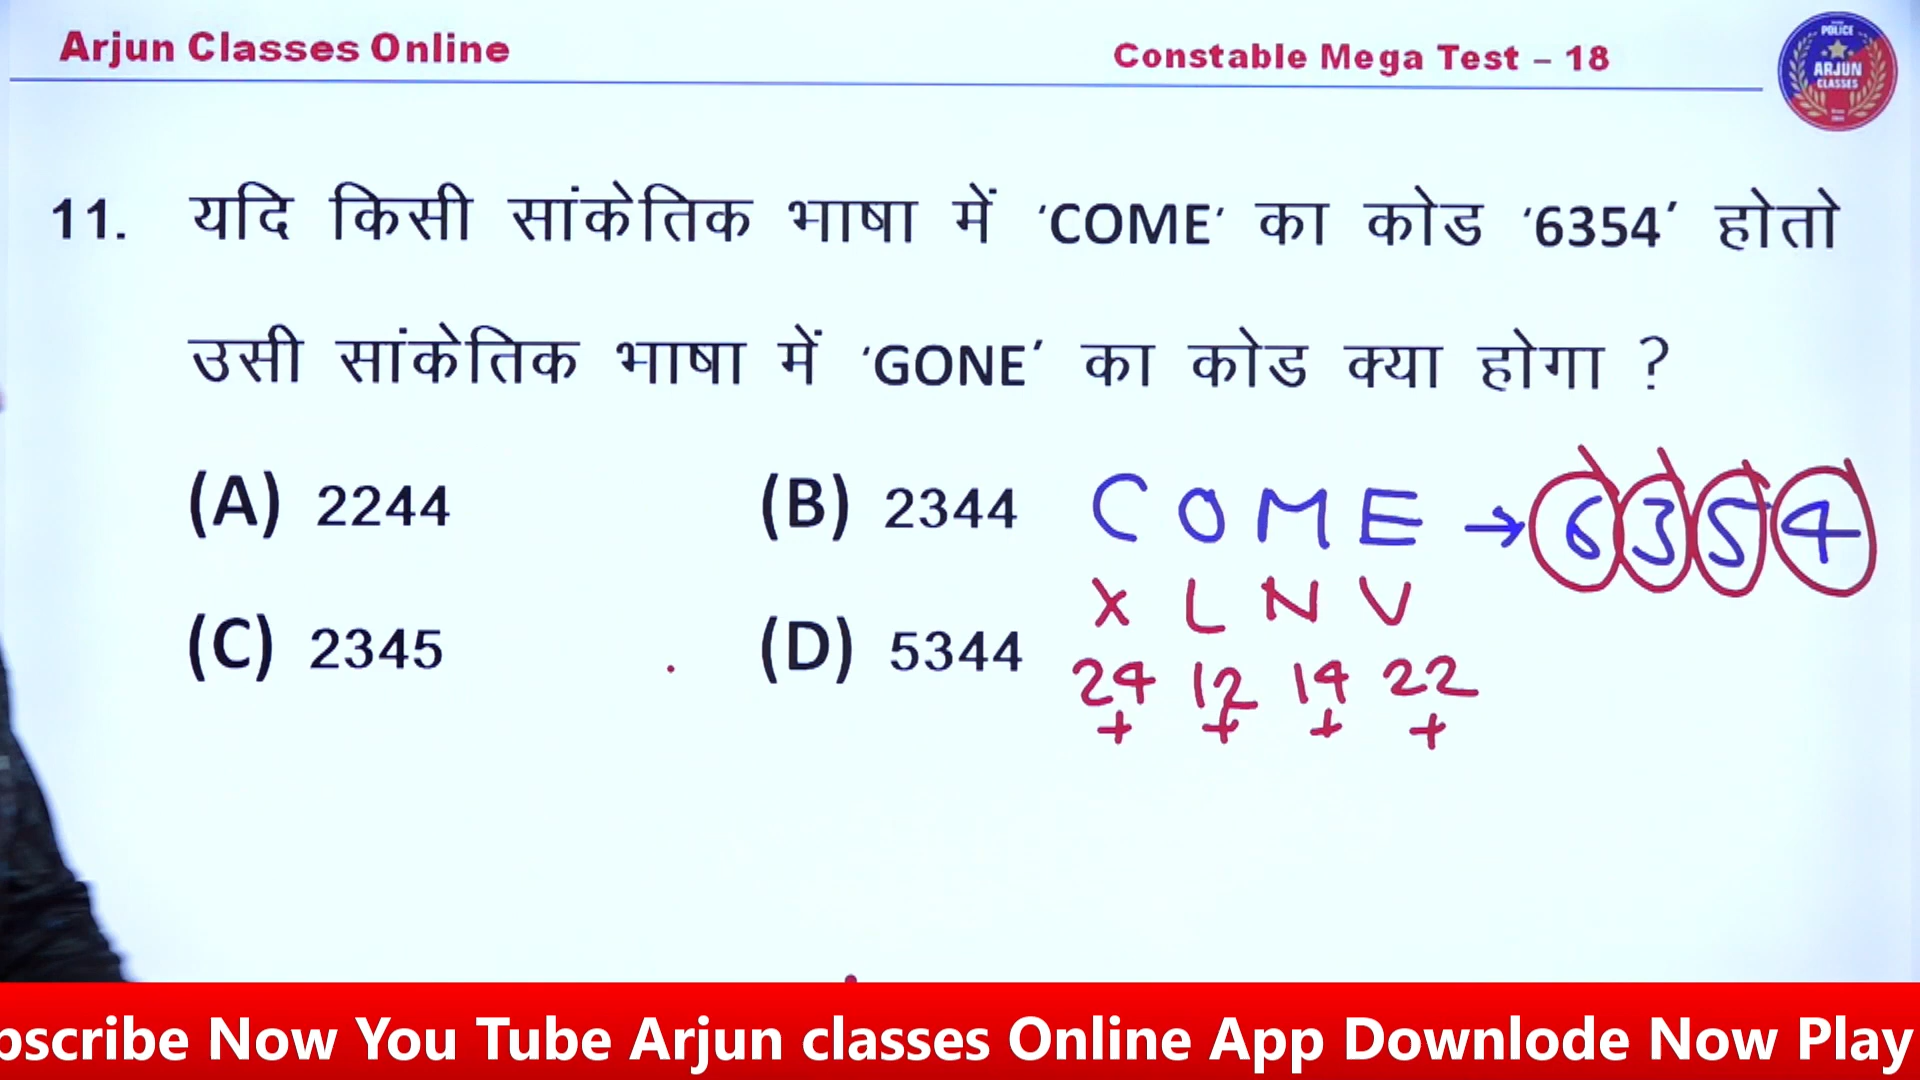 Arjun Classes Online
Constable Mega Test – 18
POLICE
ARJUN
CLASSES
11. यदि किसी सांकेतिक भाषा में 'COME' का कोड '6354' होतो
उसी सांकेतिक भाषा में 'GONE' का कोड क्या होगा ?
(A) 2244
(B) 2344
(C) 2345
(D) 5344
C O M E → 6 3 5 4
X L N V
24 12 14 22
+ + + +
bscribe Now You Tube Arjun classes Online App Downlode Now Play